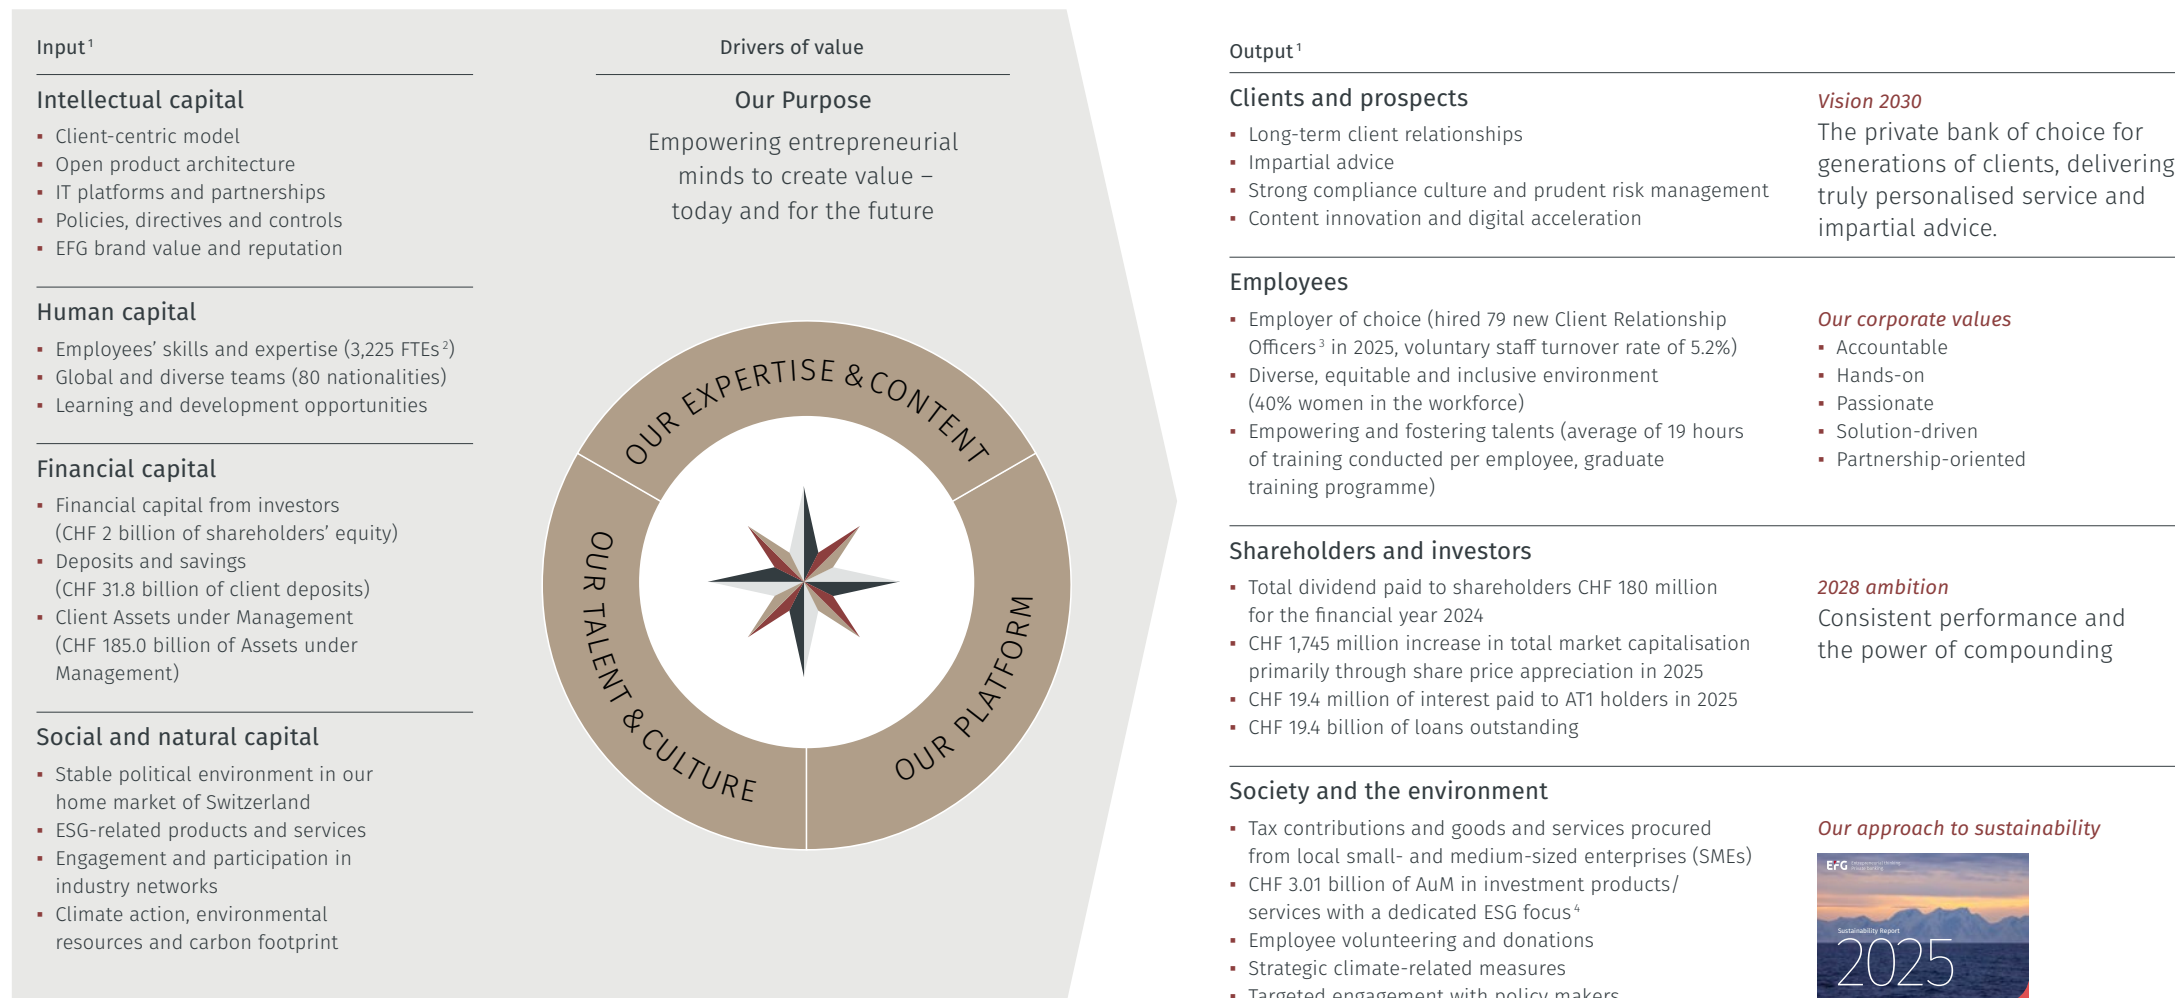 Input¹
Intellectual capital
▪ Client-centric model
▪ Open product architecture
▪ IT platforms and partnerships
▪ Policies, directives and controls
▪ EFG brand value and reputation
Human capital
▪ Employees’ skills and expertise (3,225 FTEs²)
▪ Global and diverse teams (80 nationalities)
▪ Learning and development opportunities
Financial capital
▪ Financial capital from investors
(CHF 2 billion of shareholders’ equity)
▪ Deposits and savings
(CHF 31.8 billion of client deposits)
▪ Client Assets under Management
(CHF 185.0 billion of Assets under
Management)
Social and natural capital
▪ Stable political environment in our
home market of Switzerland
▪ ESG-related products and services
▪ Engagement and participation in
industry networks
▪ Climate action, environmental
resources and carbon footprint
Drivers of value
Our Purpose
Empowering entrepreneurial
minds to create value –
today and for the future
OUR EXPERTISE & CONTENT
OUR TALENT & CULTURE
OUR PLATFORM
Output¹
Clients and prospects
▪ Long-term client relationships
▪ Impartial advice
▪ Strong compliance culture and prudent risk management
▪ Content innovation and digital acceleration
Vision 2030
The private bank of choice for
generations of clients, delivering
truly personalised service and
impartial advice.
Employees
▪ Employer of choice (hired 79 new Client Relationship
Officers³ in 2025, voluntary staff turnover rate of 5.2%)
▪ Diverse, equitable and inclusive environment
(40% women in the workforce)
▪ Empowering and fostering talents (average of 19 hours
of training conducted per employee, graduate
training programme)
Our corporate values
▪ Accountable
▪ Hands-on
▪ Passionate
▪ Solution-driven
▪ Partnership-oriented
Shareholders and investors
▪ Total dividend paid to shareholders CHF 180 million
for the financial year 2024
▪ CHF 1,745 million increase in total market capitalisation
primarily through share price appreciation in 2025
▪ CHF 19.4 million of interest paid to AT1 holders in 2025
▪ CHF 19.4 billion of loans outstanding
2028 ambition
Consistent performance and
the power of compounding
Society and the environment
▪ Tax contributions and goods and services procured
from local small- and medium-sized enterprises (SMEs)
▪ CHF 3.01 billion of AuM in investment products/
services with a dedicated ESG focus⁴
▪ Employee volunteering and donations
▪ Strategic climate-related measures
▪ Targeted engagement with policy makers
Our approach to sustainability
EFG
Sustainability Report
2025